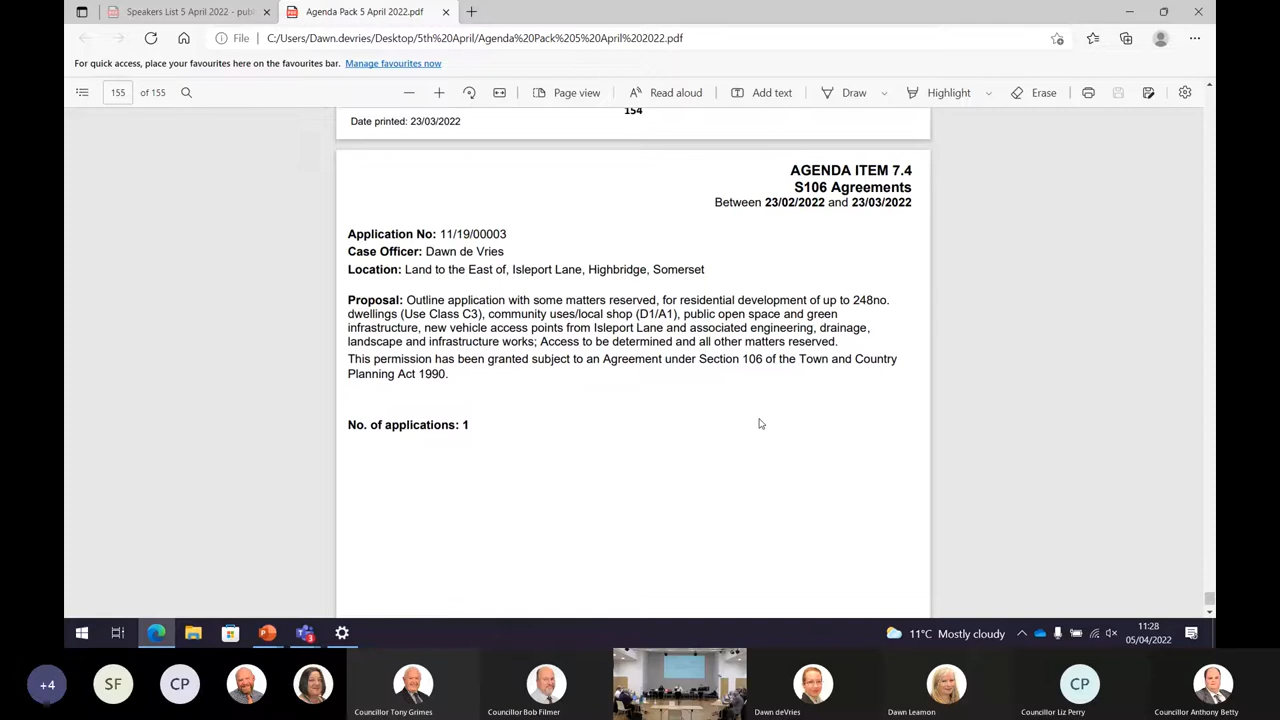 Speakers List 5 April 2022 - publ
Agenda Pack 5 April 2022.pdf
File
C:/Users/Dawn.devries/Desktop/5th%20April/Agenda%20Pack%205%20April%202022.pdf
For quick access, place your favourites here on the favourites bar. Manage favourites now
155 of 155
Page view
Read aloud
Add text
Draw
Highlight
Erase
154
Date printed: 23/03/2022
AGENDA ITEM 7.4
S106 Agreements
Between 23/02/2022 and 23/03/2022
Application No: 11/19/00003
Case Officer: Dawn de Vries
Location: Land to the East of, Isleport Lane, Highbridge, Somerset
Proposal: Outline application with some matters reserved, for residential development of up to 248no.
dwellings (Use Class C3), community uses/local shop (D1/A1), public open space and green
infrastructure, new vehicle access points from Isleport Lane and associated engineering, drainage,
landscape and infrastructure works; Access to be determined and all other matters reserved.
This permission has been granted subject to an Agreement under Section 106 of the Town and Country
Planning Act 1990.
No. of applications: 1
11°C Mostly cloudy
11:28
05/04/2022
+4
SF
CP
Councillor Tony Grimes
Councillor Bob Filmer
Dawn deVries
Dawn Leamon
CP
Councillor Liz Perry
Councillor Anthony Betty